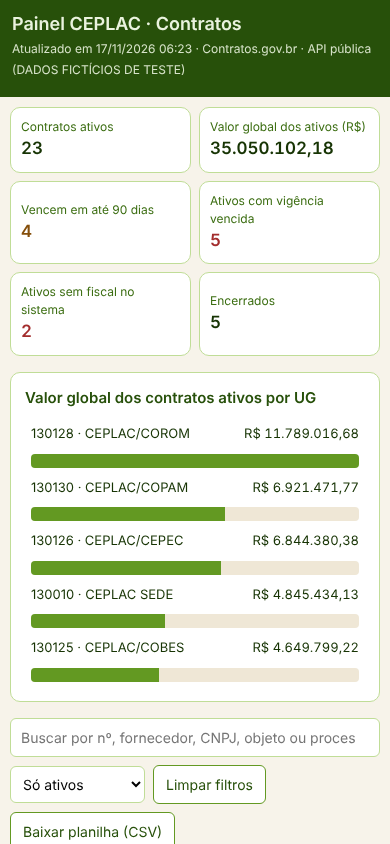 Painel CEPLAC · Contratos
Atualizado em 17/11/2026 06:23 · Contratos.gov.br · API pública
(DADOS FICTÍCIOS DE TESTE)
Contratos ativos
23
Valor global dos ativos (R$)
35.050.102,18
Vencem em até 90 dias
4
Ativos com vigência
vencida
5
Ativos sem fiscal no
sistema
2
Encerrados
5
Valor global dos contratos ativos por UG
130128 · CEPLAC/COROM R$ 11.789.016,68
130130 · CEPLAC/COPAM R$ 6.921.471,77
130126 · CEPLAC/CEPEC R$ 6.844.380,38
130010 · CEPLAC SEDE R$ 4.845.434,13
130125 · CEPLAC/COBES R$ 4.649.799,22
Buscar por nº, fornecedor, CNPJ, objeto ou proces
Só ativos Limpar filtros
Baixar planilha (CSV)